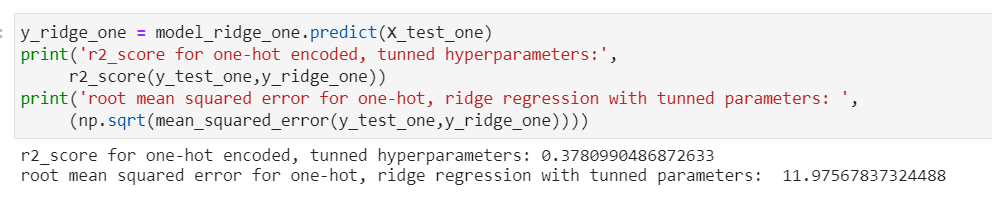 y_ridge_one = model_ridge_one.predict(X_test_one)
print('r2_score for one-hot encoded, tunned hyperparameters:',
r2_score(y_test_one,y_ridge_one))
print('root mean squared error for one-hot, ridge regression with tunned parameters: ',
(np.sqrt(mean_squared_error(y_test_one,y_ridge_one))))
r2_score for one-hot encoded, tunned hyperparameters: 0.3780990486872633
root mean squared error for one-hot, ridge regression with tunned parameters:  11.97567837324488